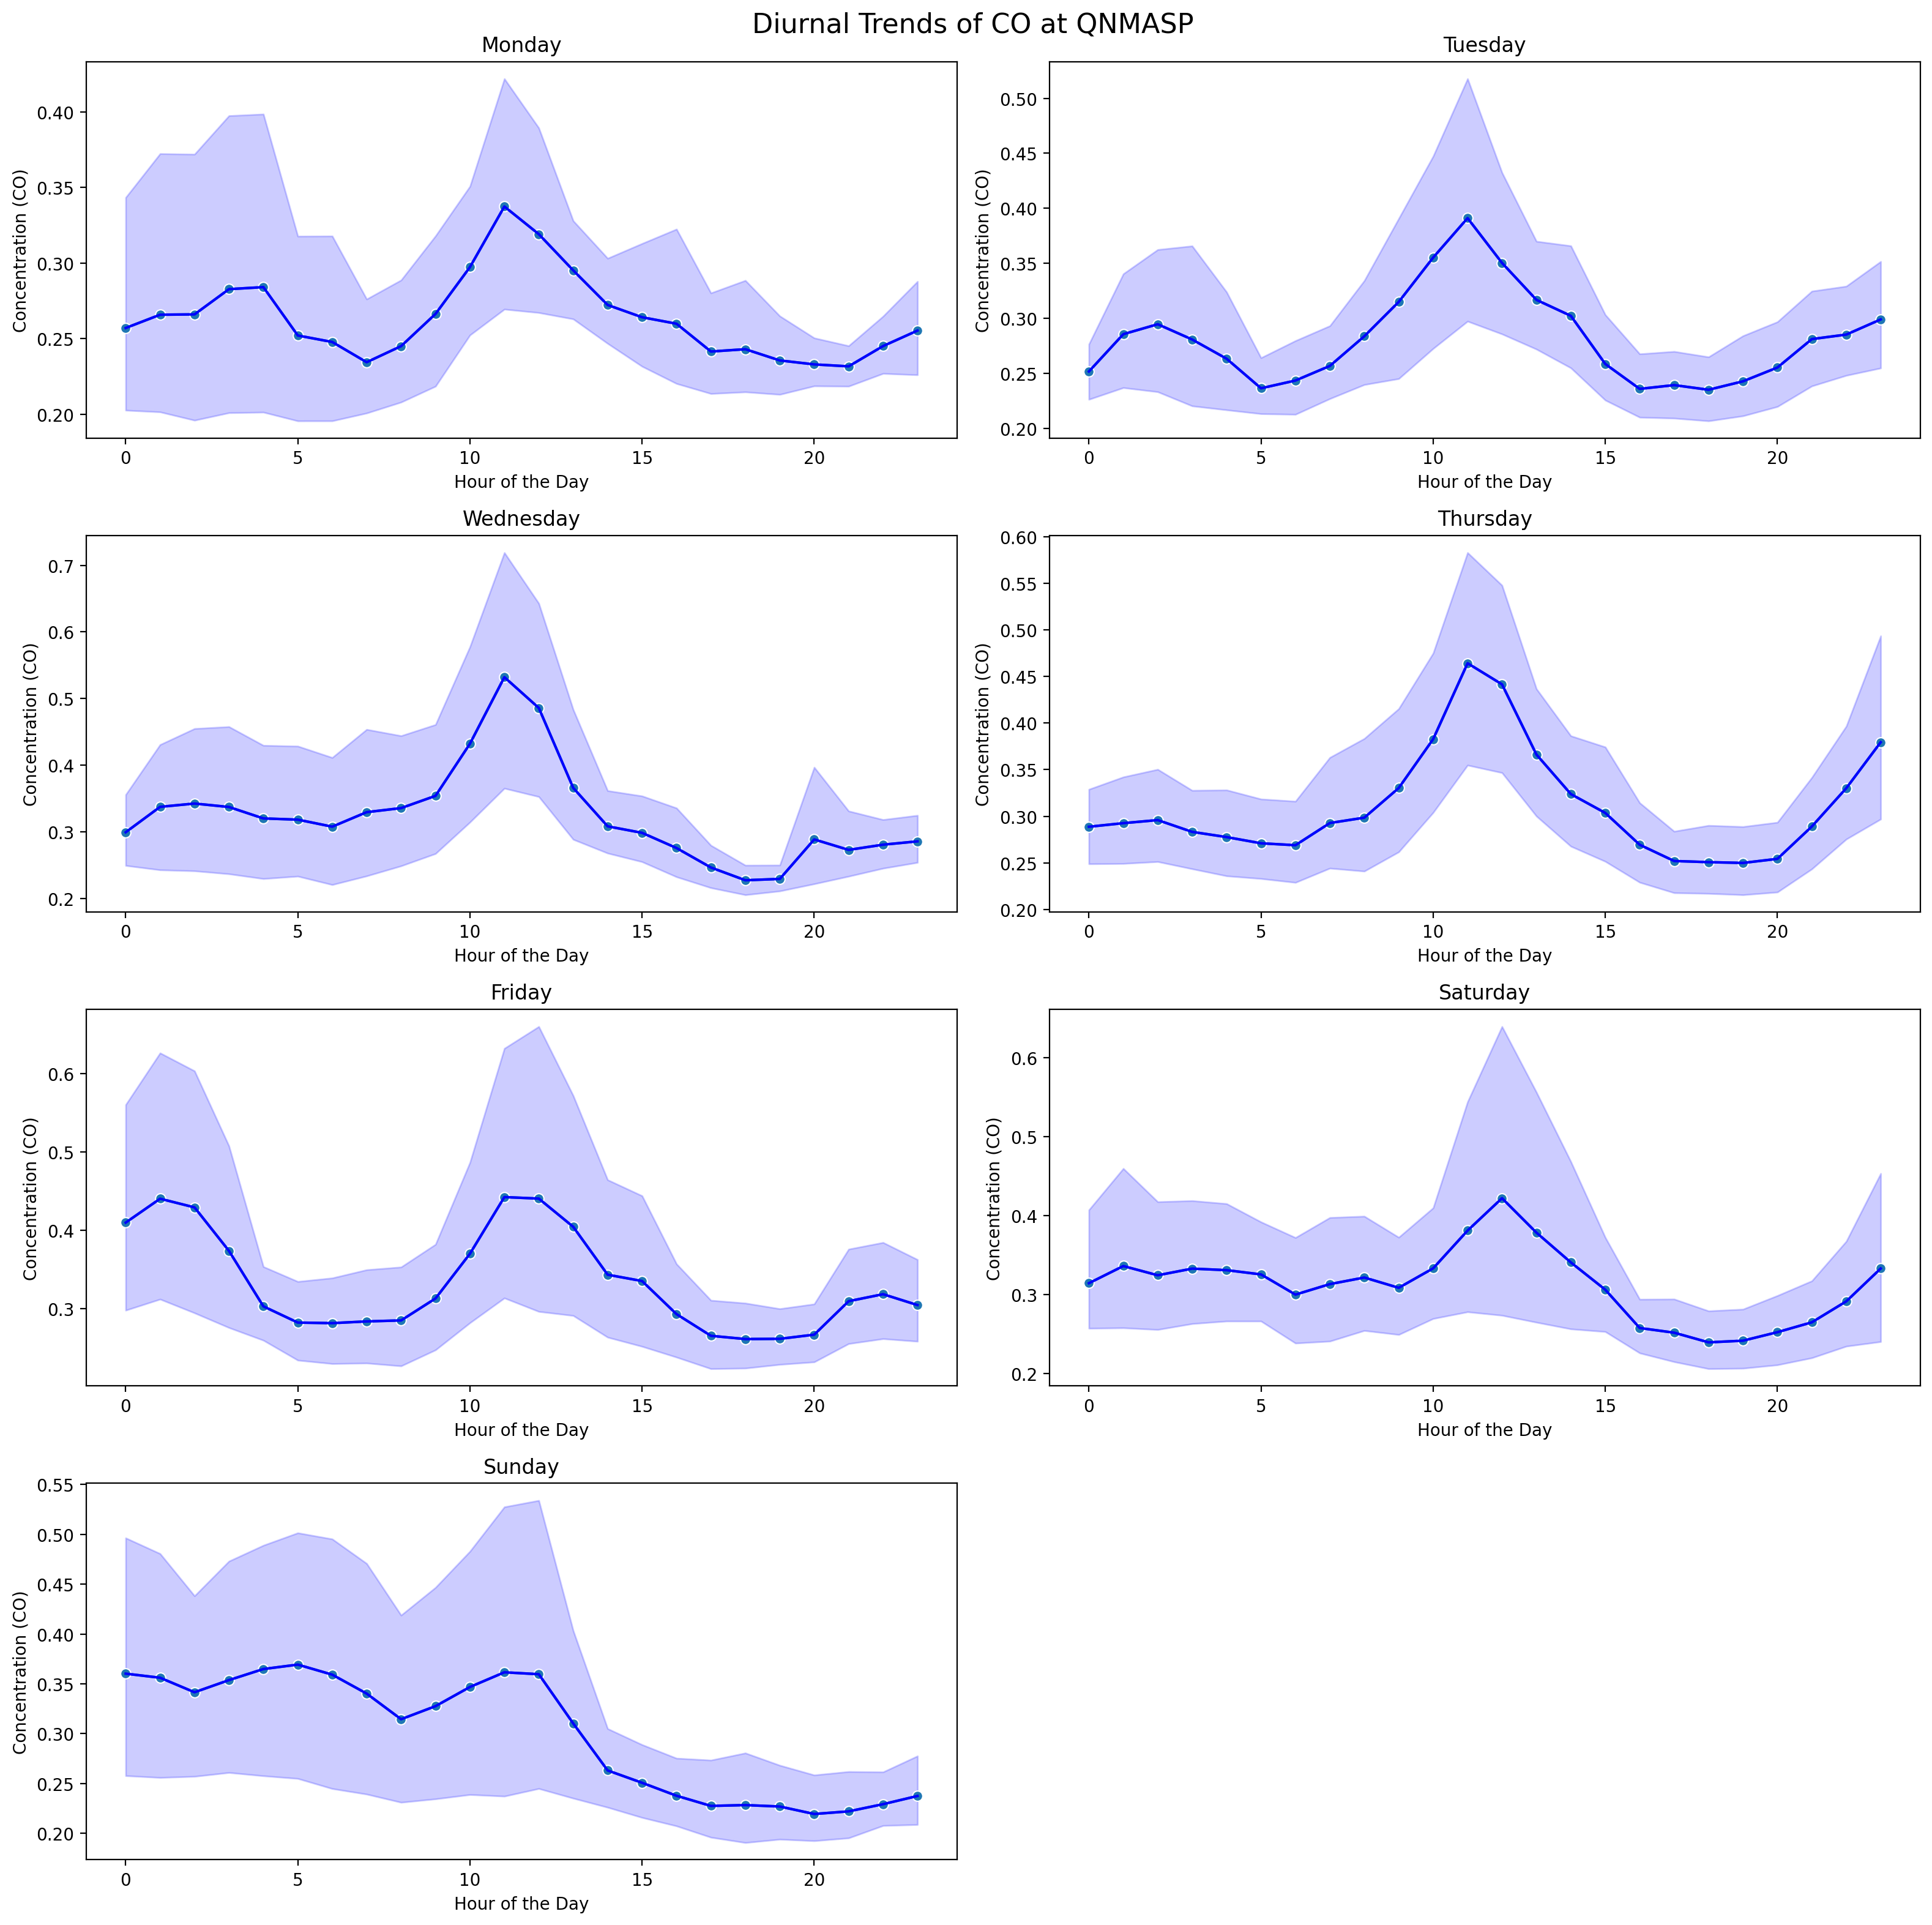 Diurnal Trends of CO at QNMASP
Monday
Concentration (CO)
0.40
0.35
0.30
0.25
0.20
0 5 10 15 20
Hour of the Day
Tuesday
Concentration (CO)
0.50
0.45
0.40
0.35
0.30
0.25
0.20
0 5 10 15 20
Hour of the Day
Wednesday
Concentration (CO)
0.7
0.6
0.5
0.4
0.3
0.2
0 5 10 15 20
Hour of the Day
Thursday
Concentration (CO)
0.60
0.55
0.50
0.45
0.40
0.35
0.30
0.25
0.20
0 5 10 15 20
Hour of the Day
Friday
Concentration (CO)
0.6
0.5
0.4
0.3
0 5 10 15 20
Hour of the Day
Saturday
Concentration (CO)
0.6
0.5
0.4
0.3
0.2
0 5 10 15 20
Hour of the Day
Sunday
Concentration (CO)
0.55
0.50
0.45
0.40
0.35
0.30
0.25
0.20
0 5 10 15 20
Hour of the Day